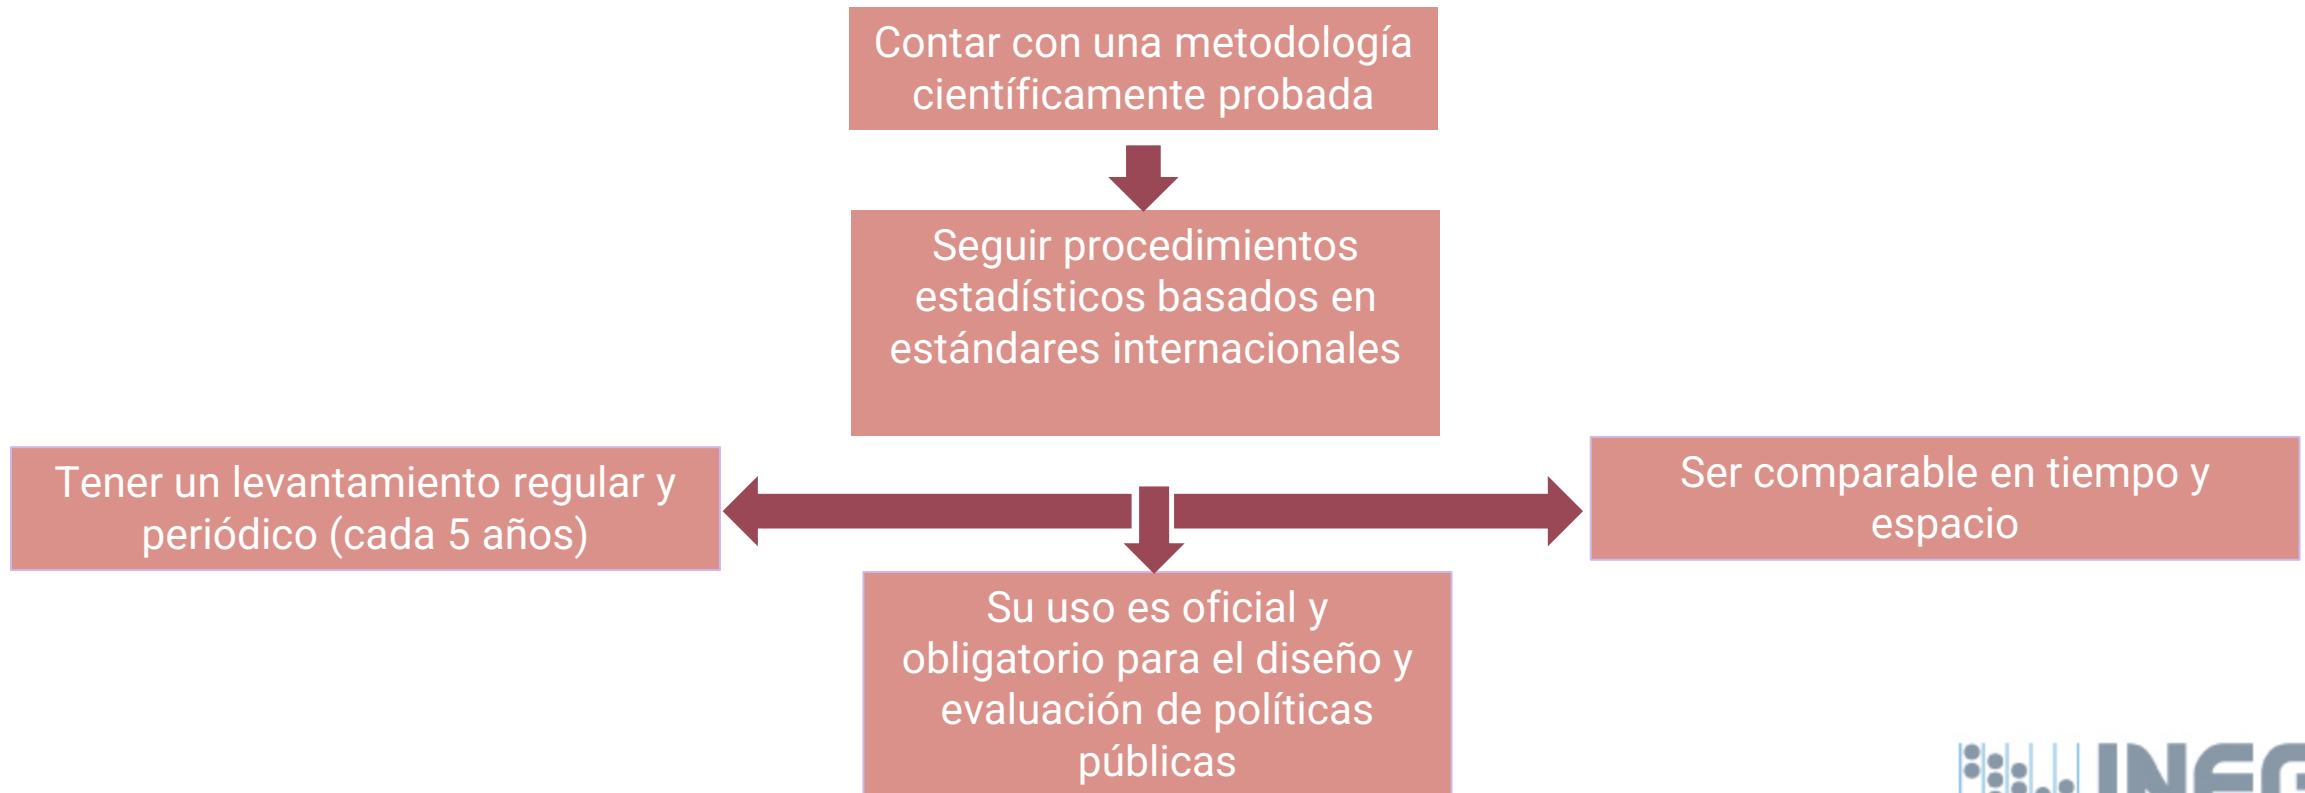 Contar con una metodología
científicamente probada
Seguir procedimientos
estadísticos basados en
estándares internacionales
Tener un levantamiento regular y
periódico (cada 5 años)
Ser comparable en tiempo y
espacio
Su uso es oficial y
obligatorio para el diseño y
evaluación de políticas
públicas